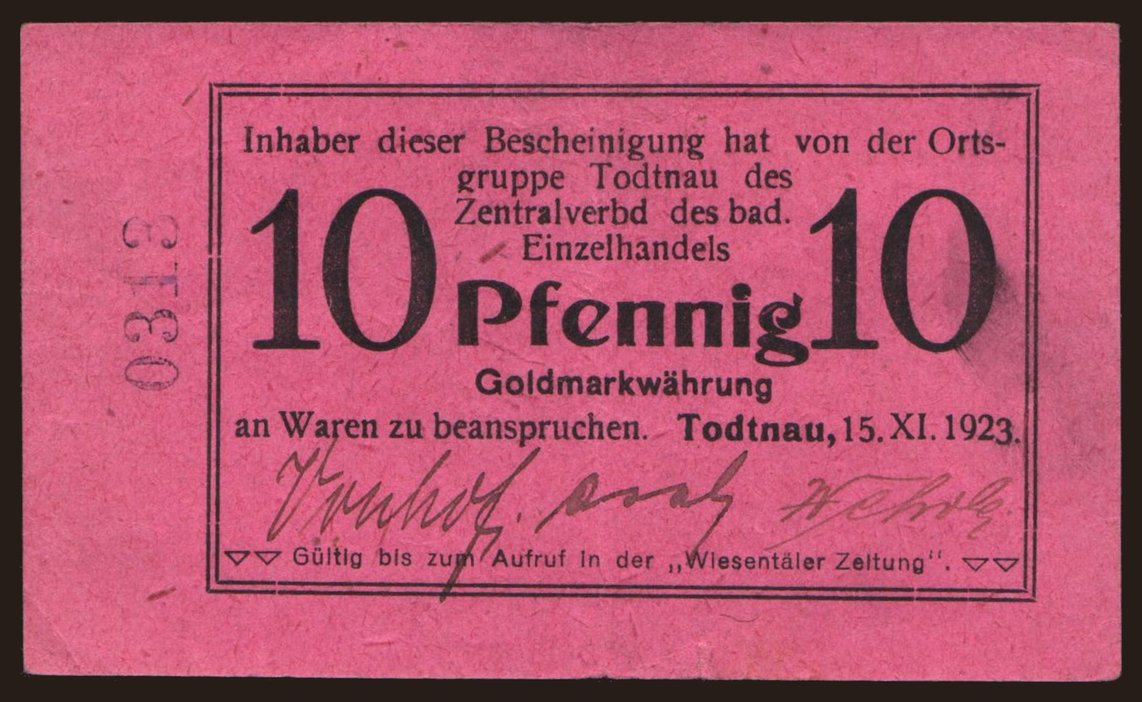 Inhaber dieser Bescheinigung hat von der Orts-
gruppe Todtnau des
Zentralverbd des bad.
Einzelhandels
10 Pfennig 10
Goldmarkwährung
an Waren zu beanspruchen. Todtnau, 15. XI. 1923.
Vonhof.
Gültig bis zum Aufruf in der „Wiesentäler Zeitung“.
0313